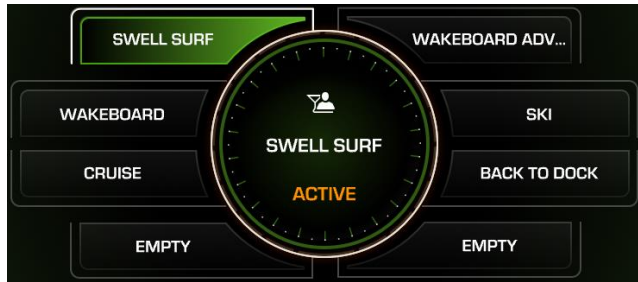 SWELL SURF
WAKEBOARD ADV...
WAKEBOARD
SKI
SWELL SURF
ACTIVE
CRUISE
BACK TO DOCK
EMPTY
EMPTY